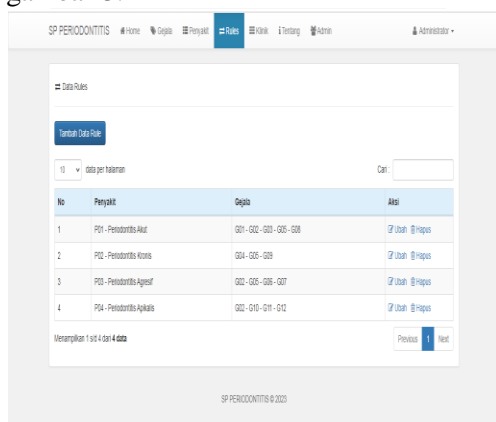 SP PERIODONTITIS Home Gejala Penyakit Rules Klinik Tentang Admin Administrator
Data Rules
Tambah Data Rule
10 data per halaman Cari :
No Penyakit Gejala Aksi
1 P01 - Periodontitis Akut G01 - G02 - G03 - G05 - G08 Ubah Hapus
2 P02 - Periodontitis Kronis G04 - G05 - G09 Ubah Hapus
3 P03 - Periodontitis Agresif G02 - G05 - G06 - G07 Ubah Hapus
4 P04 - Periodontitis Apikalis G02 - G10 - G11 - G12 Ubah Hapus
Menampilkan 1 s/d 4 dari 4 data Previous 1 Next
SP PERIODONTITIS © 2023